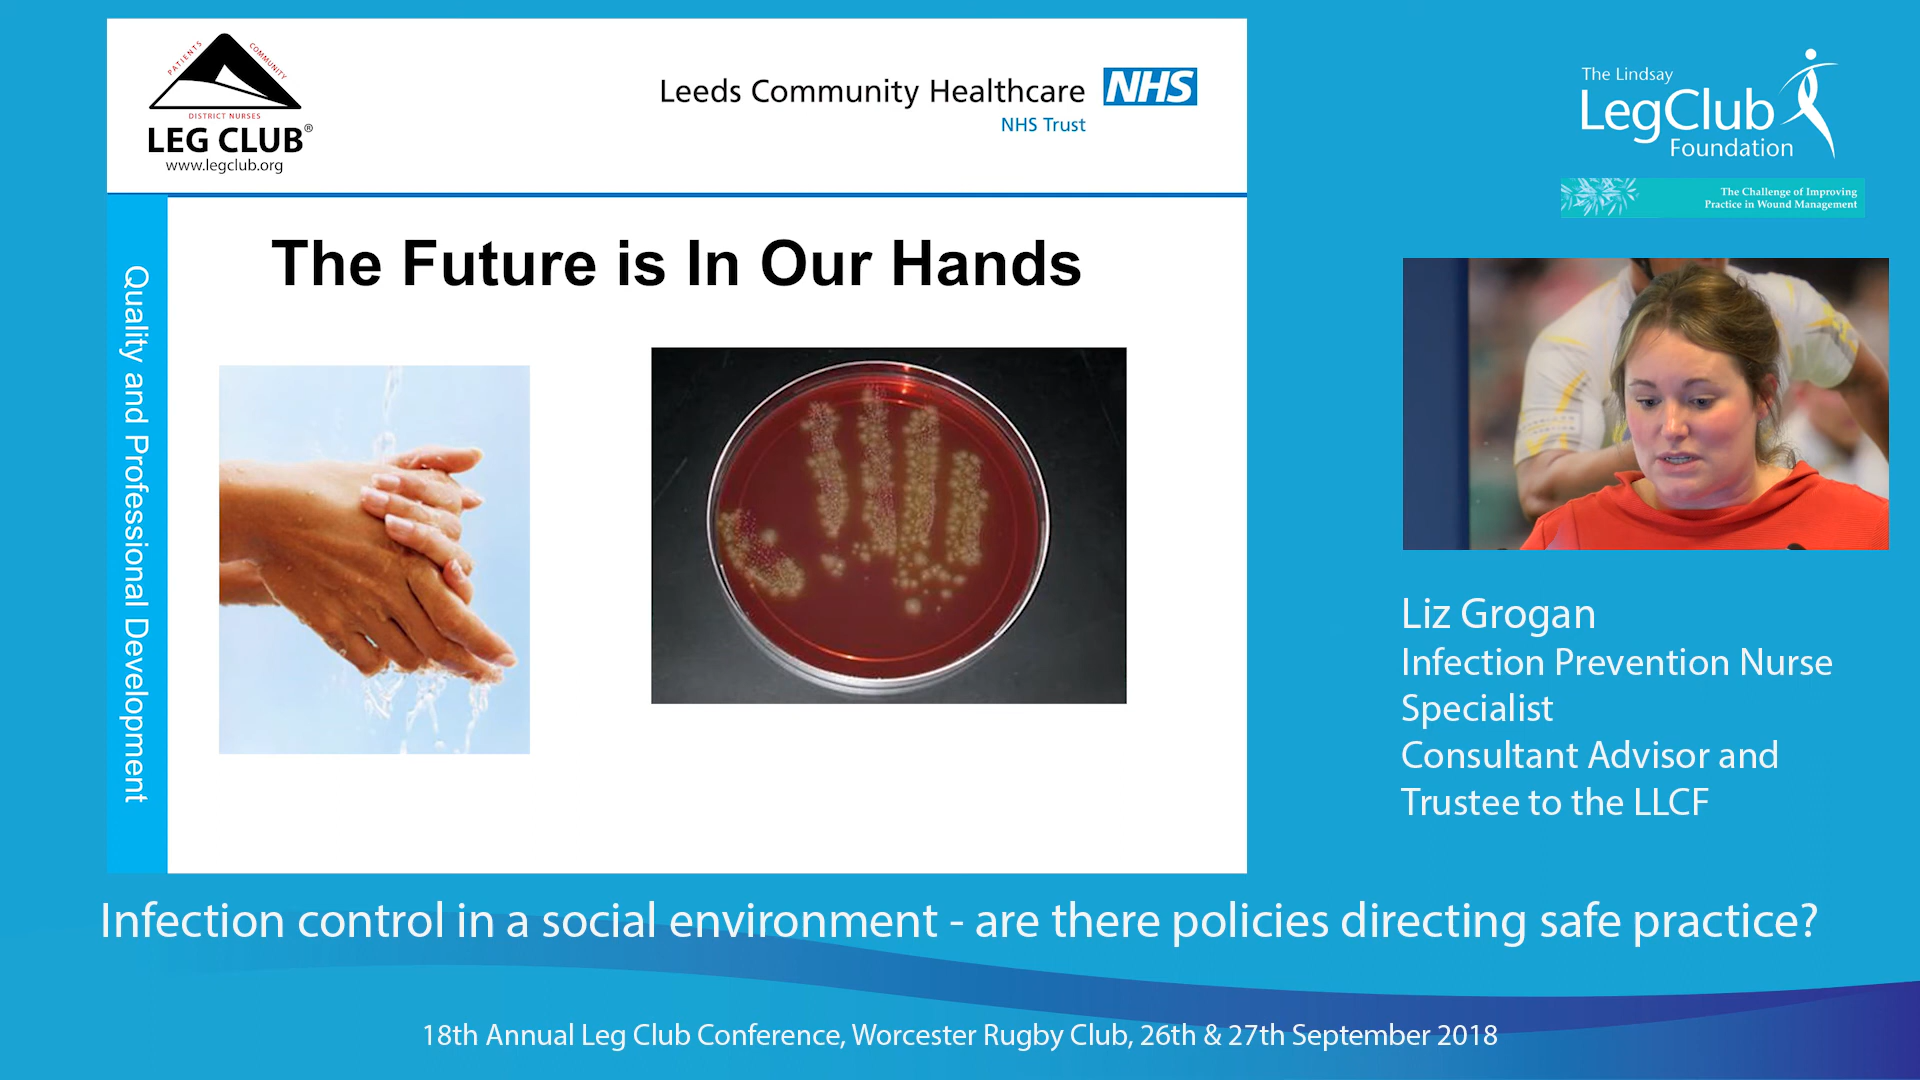 PATIENTS
COMMUNITY
DISTRICT NURSES
LEG CLUB®
www.legclub.org
Leeds Community Healthcare NHS
NHS Trust
Quality and Professional Development
The Future is In Our Hands
The Lindsay
LegClub
Foundation
The Challenge of Improving
Practice in Wound Management
Liz Grogan
Infection Prevention Nurse
Specialist
Consultant Advisor and
Trustee to the LLCF
Infection control in a social environment - are there policies directing safe practice?
18th Annual Leg Club Conference, Worcester Rugby Club, 26th & 27th September 2018